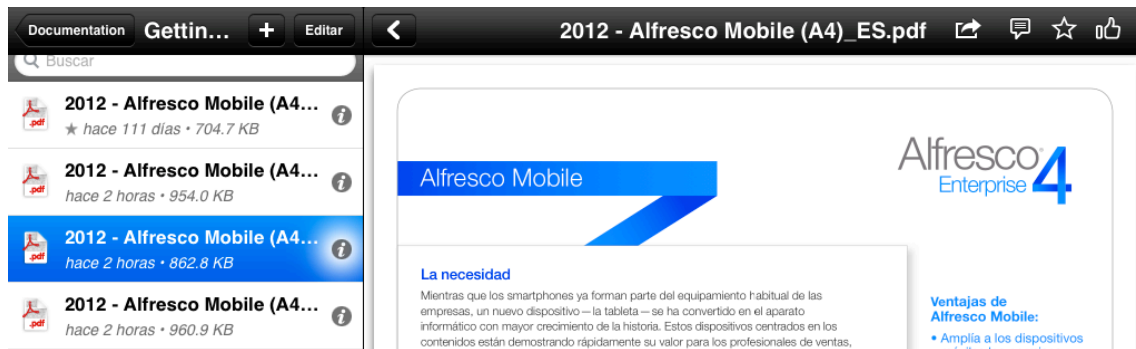 Documentation Gettin... + Editar
2012 - Alfresco Mobile (A4)_ES.pdf
Buscar
2012 - Alfresco Mobile (A4...
★ hace 111 días • 704.7 KB
2012 - Alfresco Mobile (A4...
hace 2 horas • 954.0 KB
2012 - Alfresco Mobile (A4...
hace 2 horas • 862.8 KB
2012 - Alfresco Mobile (A4...
hace 2 horas • 960.9 KB
.pdf
.pdf
.pdf
.pdf
Alfresco Mobile
Alfresco 4
Enterprise
La necesidad
Mientras que los smartphones ya forman parte del equipamiento habitual de las
empresas, un nuevo dispositivo — la tableta — se ha convertido en el aparato
informático con mayor crecimiento de la historia. Estos dispositivos centrados en los
contenidos están demostrando rápidamente su valor para los profesionales de ventas,
Ventajas de
Alfresco Mobile:
• Amplía a los dispositivos